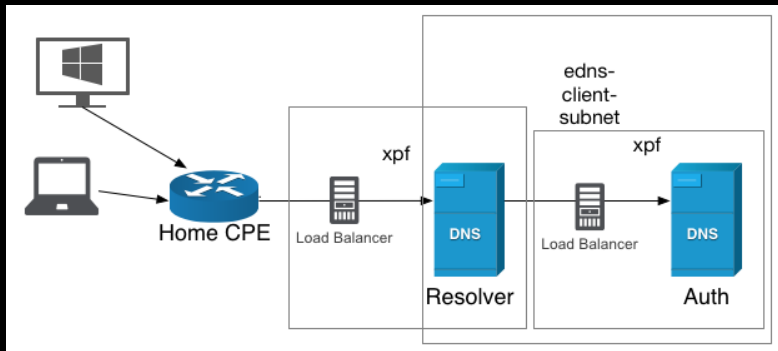 edns-
client-
subnet
xpf
xpf
Home CPE
Load Balancer
DNS
Resolver
Load Balancer
DNS
Auth